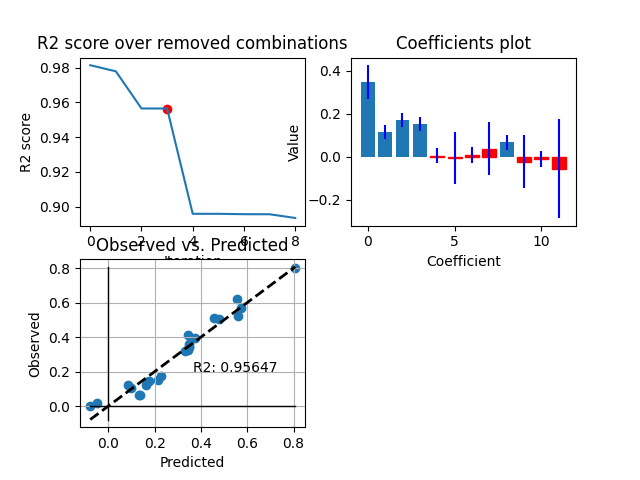 R2 score over removed combinations
R2 score
0.98
0.96
0.94
0.92
0.90
0 2 4 6 8
Iteration
Coefficients plot
Value
0.4
0.2
0.0
−0.2
0 5 10
Coefficient
Observed vs. Predicted
Observed
0.8
0.6
0.4
0.2
0.0
R2: 0.95647
0.0 0.2 0.4 0.6 0.8
Predicted